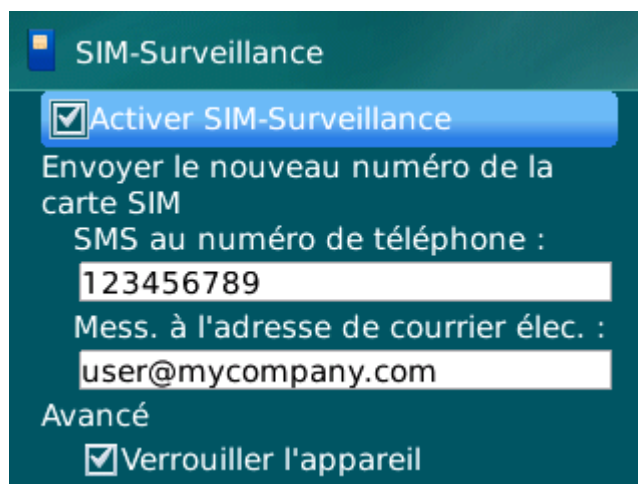 SIM-Surveillance
Activer SIM-Surveillance
Envoyer le nouveau numéro de la
carte SIM
SMS au numéro de téléphone :
123456789
Mess. à l'adresse de courrier élec. :
user@mycompany.com
Avancé
Verrouiller l'appareil